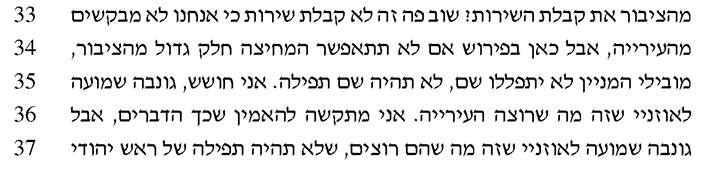 מהציבור את קבלת השירות? שוב פה זה לא קבלת שירות כי אנחנו לא מבקשים 33
מהעירייה, אבל כאן בפירוש אם לא תתאפשר המחיצה חלק גדול מהציבור, 34
מובילי המניין לא יתפללו שם, לא תהיה שם תפילה. אני חושש, גונבה שמועה 35
לאוזניי שזה מה שרוצה העירייה. אני מתקשה להאמין שכך הדברים, אבל 36
גונבה שמועה לאוזניי שזה מה שהם רוצים, שלא תהיה תפילה של ראש יהודי 37